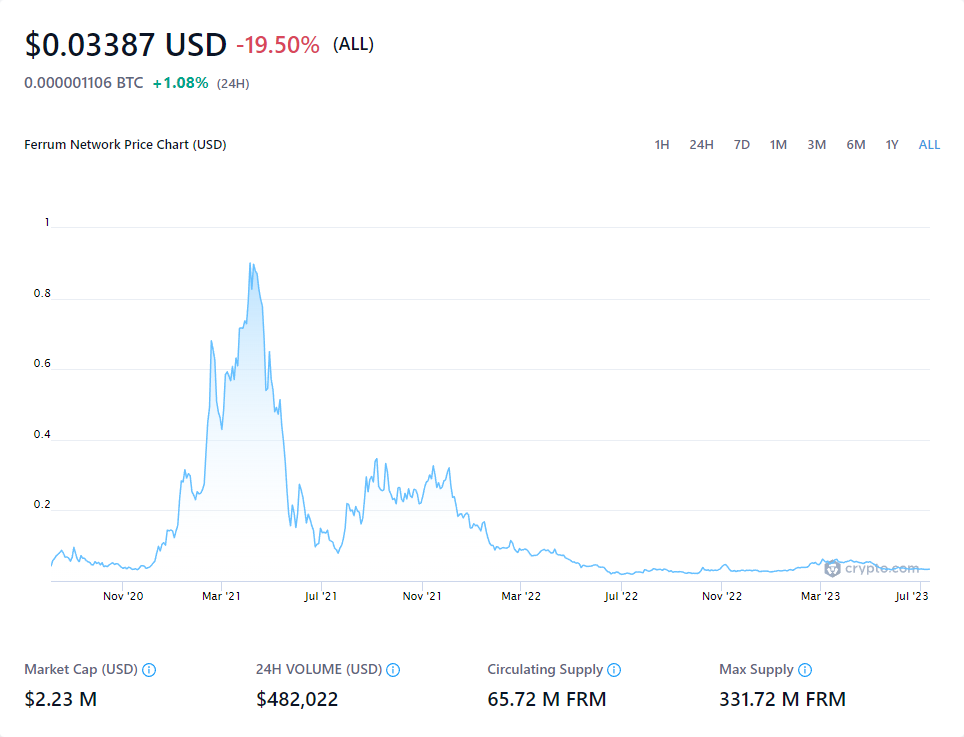 $0.03387 USD -19.50% (ALL)
0.000001106 BTC +1.08% (24H)
Ferrum Network Price Chart (USD) 1H 24H 7D 1M 3M 6M 1Y ALL
1
0.8
0.6
0.4
0.2
crypto.com
Nov '20 Mar '21 Jul '21 Nov '21 Mar '22 Jul '22 Nov '22 Mar '23 Jul '23
Market Cap (USD) 24H VOLUME (USD) Circulating Supply Max Supply
$2.23 M $482,022 65.72 M FRM 331.72 M FRM